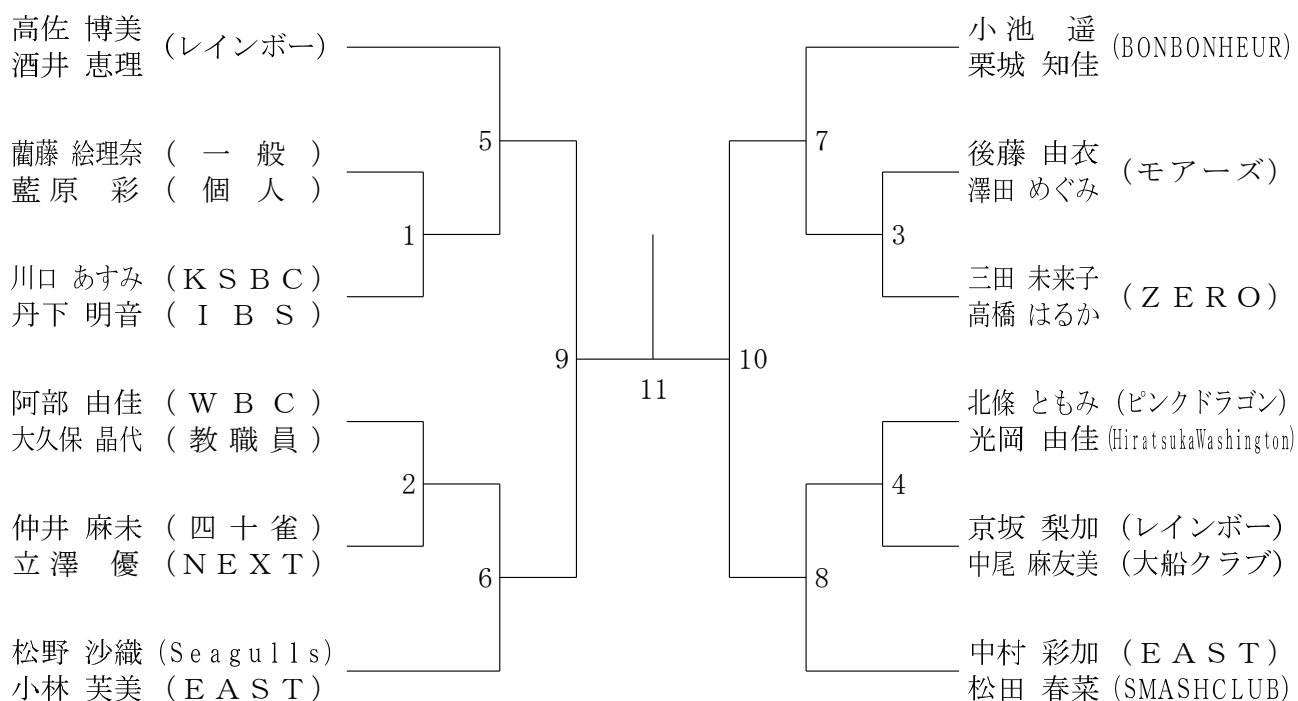 高佐 博美 (レインボー)
酒井 恵理
5
藺藤 絵理奈 ( 一 般 )
藍原 彩 ( 個 人 )
1
川口 あすみ (KSBC)
丹下 明音 ( I B S )
9
阿部 由佳 ( W B C )
大久保 晶代 ( 教職員 )
2
仲井 麻未 ( 四十雀 )
立澤 優 (NEXT)
6
松野 沙織 (Seagulls)
小林 芙美 (EAST)
11
小池 遥 (BONBONHEUR)
栗城 知佳
7
後藤 由衣 (モアーズ)
澤田 めぐみ
3
三田 未来子 (ZERO)
高橋 はるか
10
北條 ともみ (ピンクドラゴン)
光岡 由佳 (HiratsukaWashington)
4
京坂 梨加 (レインボー)
中尾 麻友美 (大船クラブ)
8
中村 彩加 (EAST)
松田 春菜 (SMASHCLUB)